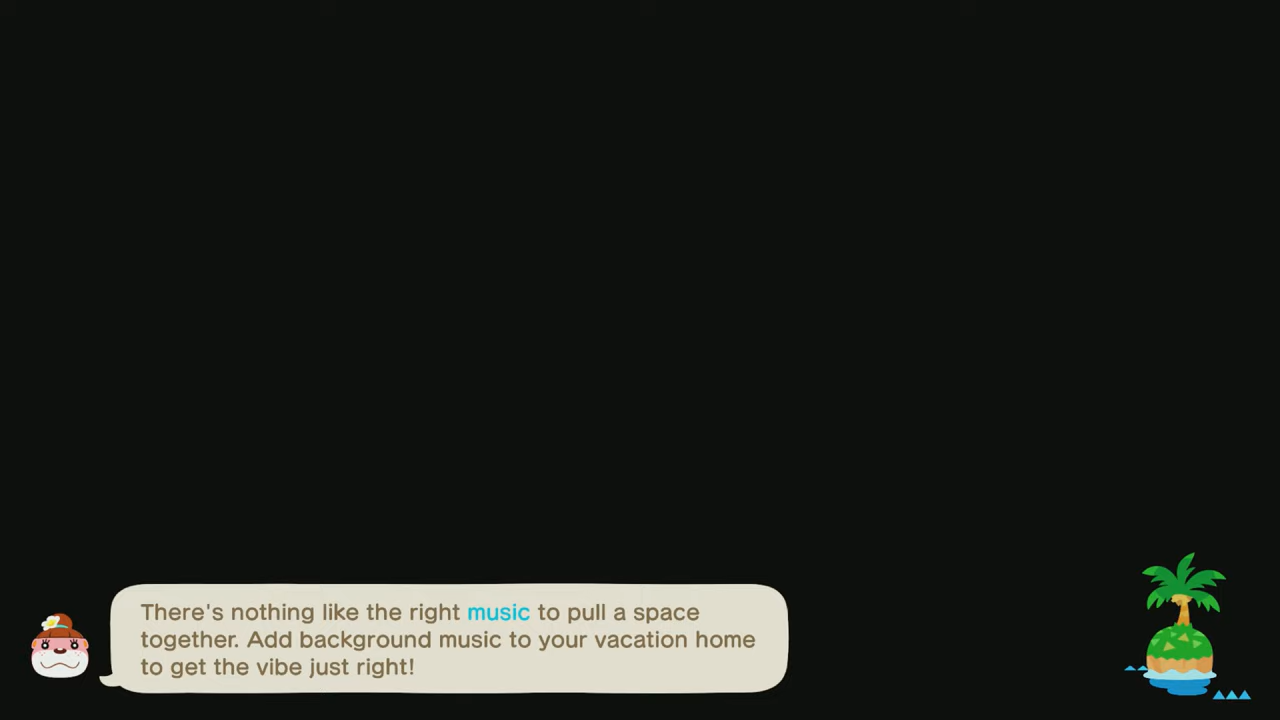 There's nothing like the right music to pull a space
together. Add background music to your vacation home
to get the vibe just right!